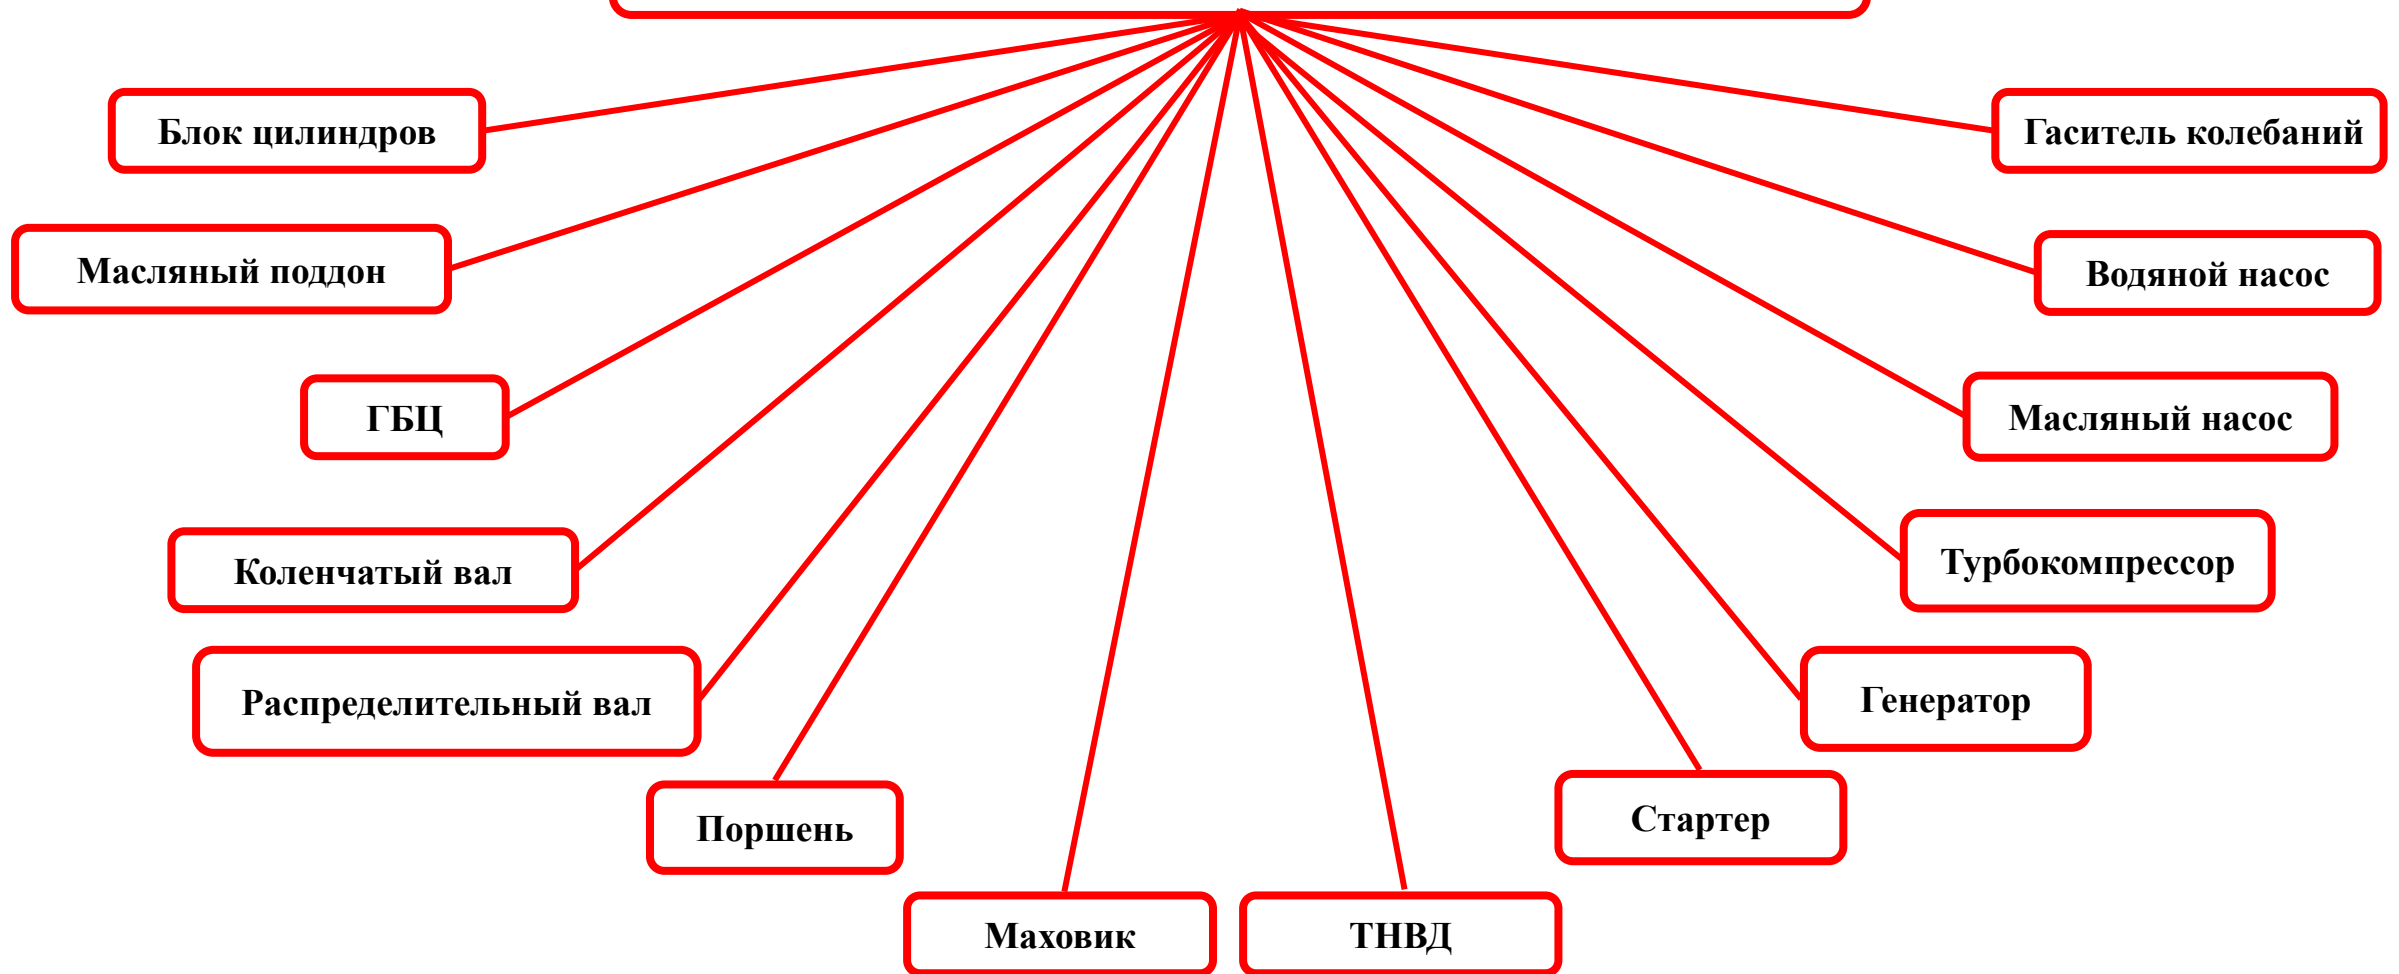 Блок цилиндров
Гаситель колебаний
Масляный поддон
Водяной насос
ГБЦ
Масляный насос
Коленчатый вал
Турбокомпрессор
Распределительный вал
Генератор
Поршень
Стартер
Маховик
ТНВД